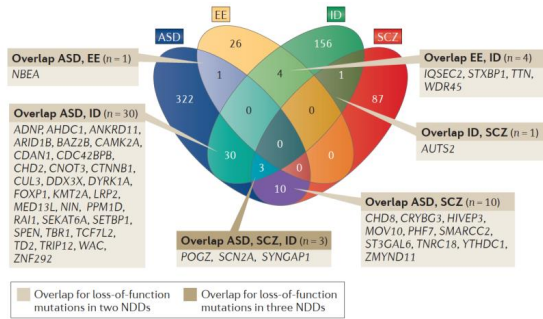 EE
ID
ASD
SCZ
26
156
322
87
1
4
1
0
0
0
30
3
0
10
Overlap ASD, EE (n = 1)
NBEA
Overlap ASD, ID (n = 30)
ADNP, AHDC1, ANKRD11,
ARID1B, BAZ2B, CAMK2A,
CDAN1, CDC42BPB,
CHD2, CNOT3, CTNNB1,
CUL3, DDX3X, DYRK1A,
FOXP1, KMT2A, LRP2,
MED13L, NIN, PPM1D,
RAI1, SEKAT6A, SETBP1,
SPEN, TBR1, TCF7L2,
TD2, TRIP12, WAC,
ZNF292
Overlap EE, ID (n = 4)
IQSEC2, STXBP1, TTN,
WDR45
Overlap ID, SCZ (n = 1)
AUTS2
Overlap ASD, SCZ (n = 10)
CHD8, CRYBG3, HIVEP3,
MOV10, PHF7, SMARCC2,
ST3GAL6, TNRC18, YTHDC1,
ZMYND11
Overlap ASD, SCZ, ID (n = 3)
POGZ, SCN2A, SYNGAP1
Overlap for loss-of-function
mutations in two NDDs
Overlap for loss-of-function
mutations in three NDDs